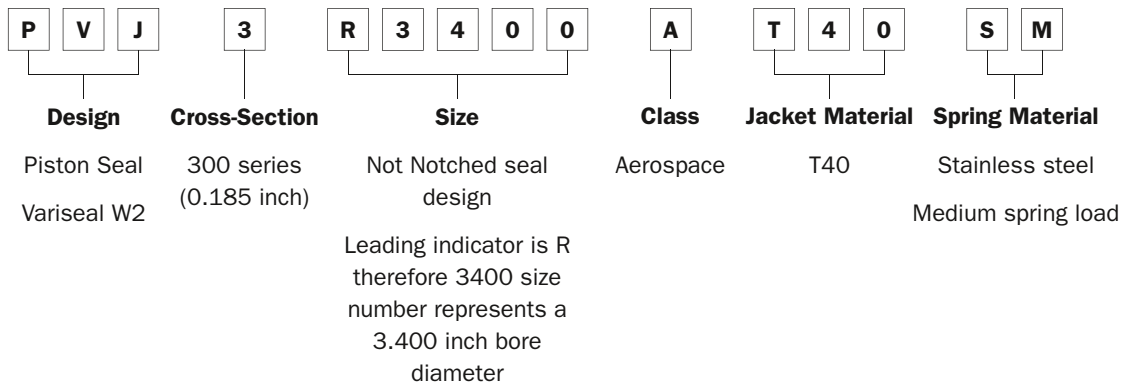 P V J 3 R 3 4 0 0 A T 4 0 S M
Design Cross-Section Size Class Jacket Material Spring Material
Piston Seal
Variseal W2
300 series
(0.185 inch)
Not Notched seal
design
Leading indicator is R
therefore 3400 size
number represents a
3.400 inch bore
diameter
Aerospace
T40
Stainless steel
Medium spring load